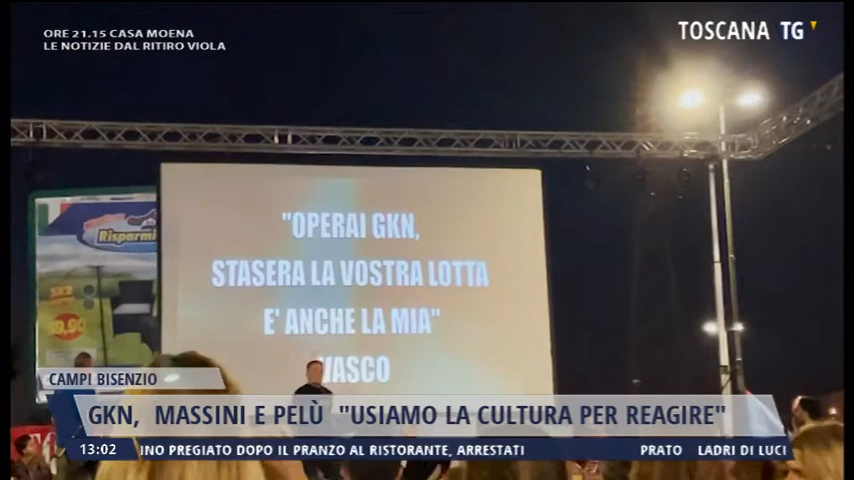 ORE 21.15 CASA MOENA
LE NOTIZIE DAL RITIRO VIOLA
TOSCANA TG
"OPERAI GKN,
STASERA LA VOSTRA LOTTA
E' ANCHE LA MIA"
VASCO
CAMPI BISENZIO
GKN, MASSINI E PELÙ "USIAMO LA CULTURA PER REAGIRE"
13:02 INO PREGIATO DOPO IL PRANZO AL RISTORANTE, ARRESTATI PRATO LADRI DI LUCI